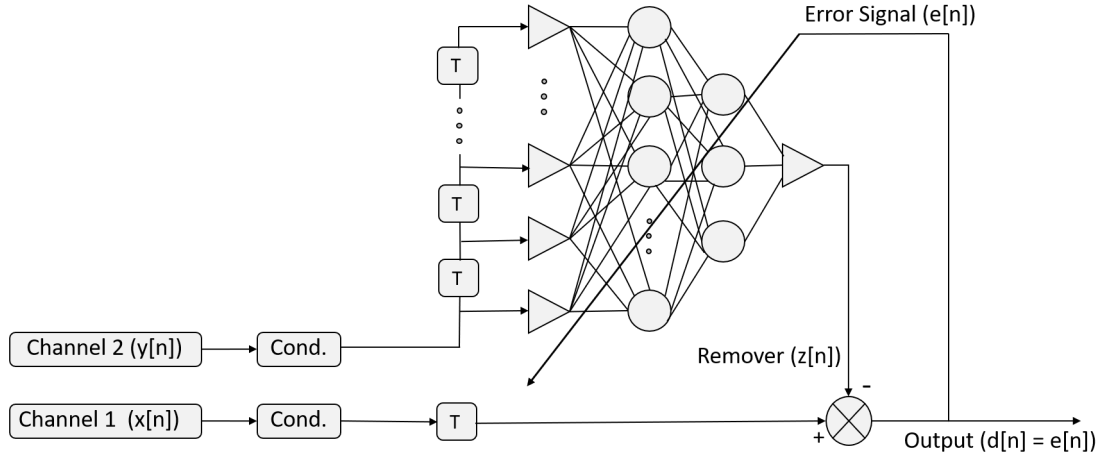 Error Signal (e[n])
T
T
T
Channel 2 (y[n])
Cond.
Remover (z[n])
-
Channel 1  (x[n])
Cond.
T
+
Output (d[n] = e[n])